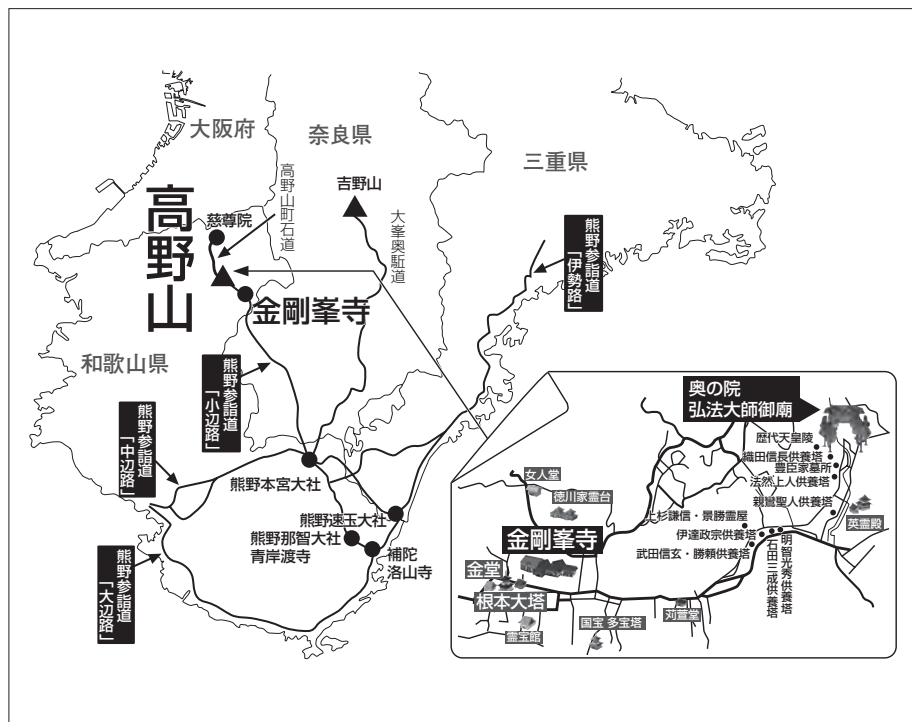 大阪府
奈良県
三重県
高野山町石道
吉野山
大峯奥駈道
慈尊院
高野山
金剛峯寺
熊野参詣道
「伊勢路」
和歌山県
熊野参詣道
「小辺路」
熊野参詣道
「中辺路」
熊野本宮大社
熊野速玉大社
熊野那智大社
青岸渡寺
補陀
洛山寺
熊野参詣道
「大辺路」
奥の院
弘法大師御廟
歴代天皇陵
織田信長供養塔
豊臣家墓所
法然上人供養塔
親鸞聖人供養塔
英霊殿
女人堂
徳川家霊台
上杉謙信・景勝霊屋
伊達政宗供養塔
武田信玄・勝頼供養塔
明智光秀供養塔
石田三成供養塔
金剛峯寺
金堂
根本大塔
霊宝館
国宝 多宝塔
刈萱堂